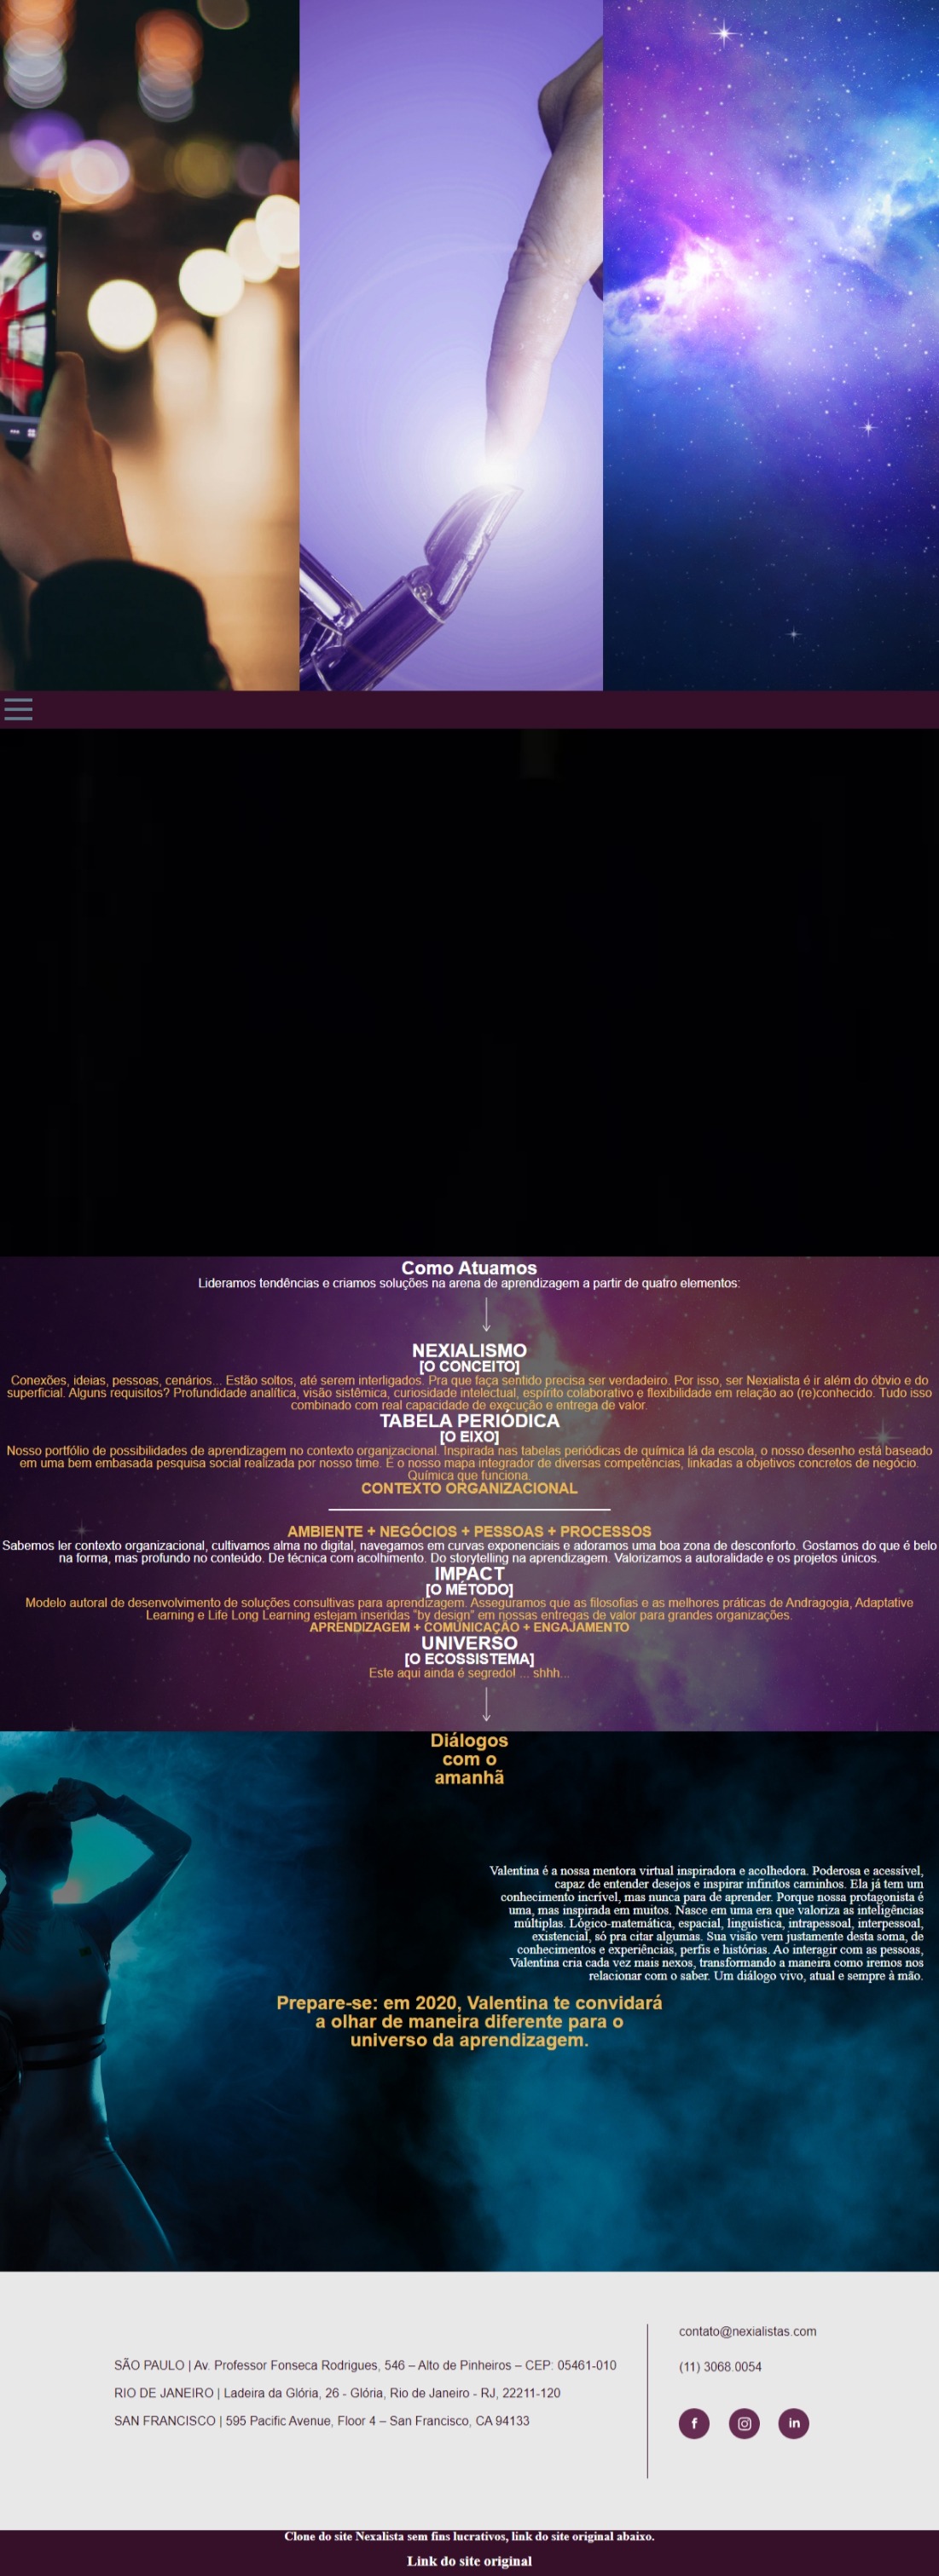 Como Atuamos
Lideramos tendências e criamos soluções na arena de aprendizagem a partir de quatro elementos:
NEXIALISMO
[O CONCEITO]
Conexões, ideias, pessoas, cenários... Estão soltos, até serem interligados. Pra que faça sentido precisa ser verdadeiro. Por isso, ser Nexialista é ir além do óbvio e do
superficial. Alguns requisitos? Profundidade analítica, visão sistêmica, curiosidade intelectual, espírito colaborativo e flexibilidade em relação ao (re)conhecido. Tudo isso
combinado com real capacidade de execução e entrega de valor.
TABELA PERIÓDICA
[O EIXO]
Nosso portfólio de possibilidades de aprendizagem no contexto organizacional. Inspirada nas tabelas periódicas de química lá da escola, o nosso desenho está baseado
em uma bem embasada pesquisa social realizada por nosso time. É o nosso mapa integrador de diversas competências, linkadas a objetivos concretos de negócio.
Química que funciona.
CONTEXTO ORGANIZACIONAL
AMBIENTE + NEGÓCIOS + PESSOAS + PROCESSOS
Sabemos ler contexto organizacional, cultivamos alma no digital, navegamos em curvas exponenciais e adoramos uma boa zona de desconforto. Gostamos do que é belo
na forma, mas profundo no conteúdo. De técnica com acolhimento. Do storytelling na aprendizagem. Valorizamos a autoralidade e os projetos únicos.
IMPACT
[O MÉTODO]
Modelo autoral de desenvolvimento de soluções consultivas para aprendizagem. Asseguramos que as filosofias e as melhores práticas de Andragogia, Adaptative
Learning e Life Long Learning estejam inseridas "by design" em nossas entregas de valor para grandes organizações.
APRENDIZAGEM + COMUNICAÇÃO + ENGAJAMENTO
UNIVERSO
[O ECOSSISTEMA]
Este aqui ainda é segredo! ... shhh...
Diálogos
com o
amanhã
Valentina é a nossa mentora virtual inspiradora e acolhedora. Poderosa e acessível,
capaz de entender desejos e inspirar infinitos caminhos. Ela já tem um
conhecimento incrível, mas nunca para de aprender. Porque nossa protagonista é
uma, mas inspirada em muitos. Nasce em uma era que valoriza as inteligências
múltiplas. Lógico-matemática, espacial, linguística, intrapessoal, interpessoal,
existencial, só pra citar algumas. Sua visão vem justamente desta soma, de
conhecimentos e experiências, perfis e histórias. Ao interagir com as pessoas,
Valentina cria cada vez mais nexos, transformando a maneira como iremos nos
relacionar com o saber. Um diálogo vivo, atual e sempre à mão.
Prepare-se: em 2020, Valentina te convidará
a olhar de maneira diferente para o
universo da aprendizagem.
contato@nexialistas.com
(11) 3068.0054
SÃO PAULO | Av. Professor Fonseca Rodrigues, 546 – Alto de Pinheiros – CEP: 05461-010
RIO DE JANEIRO | Ladeira da Glória, 26 - Glória, Rio de Janeiro - RJ, 22211-120
SAN FRANCISCO | 595 Pacific Avenue, Floor 4 – San Francisco, CA 94133
f
in
Clone do site Nexalista sem fins lucrativos, link do site original abaixo.
Link do site original